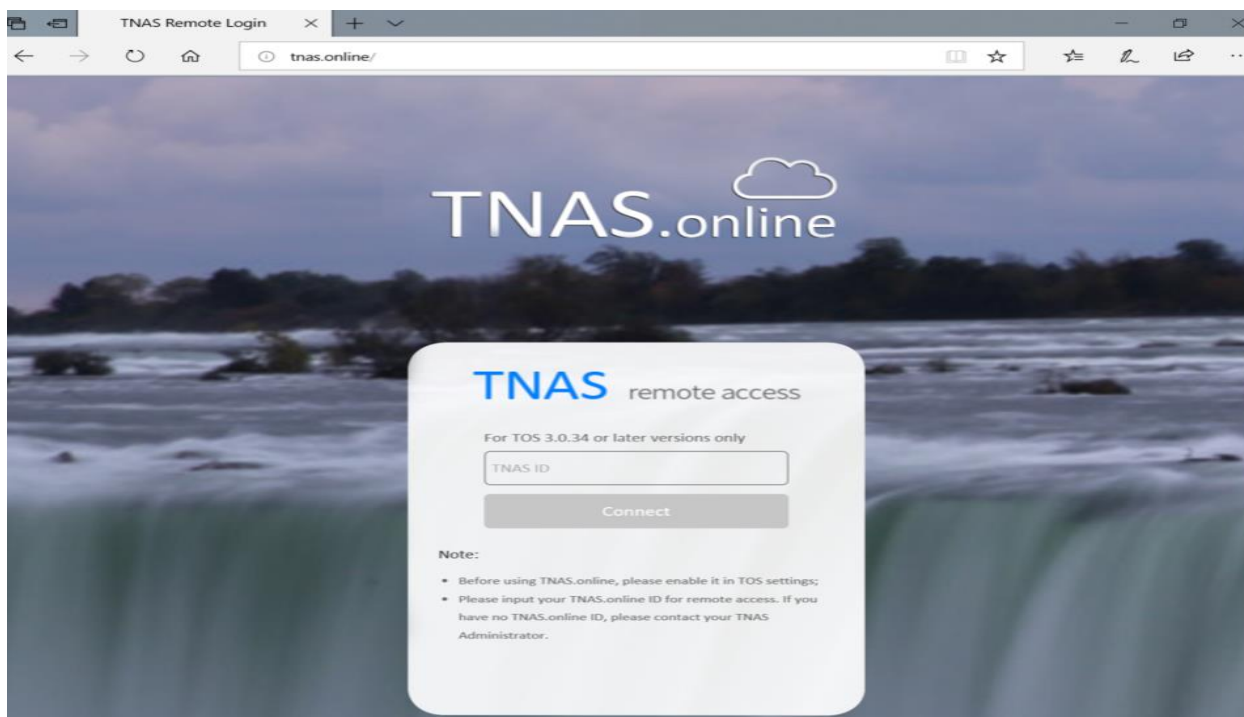 TNAS Remote Login
tnas.online/
TNAS.online
TNAS remote access
For TOS 3.0.34 or later versions only
TNAS ID
Connect
Note:
• Before using TNAS.online, please enable it in TOS settings;
• Please input your TNAS.online ID for remote access. If you
have no TNAS.online ID, please contact your TNAS
Administrator.